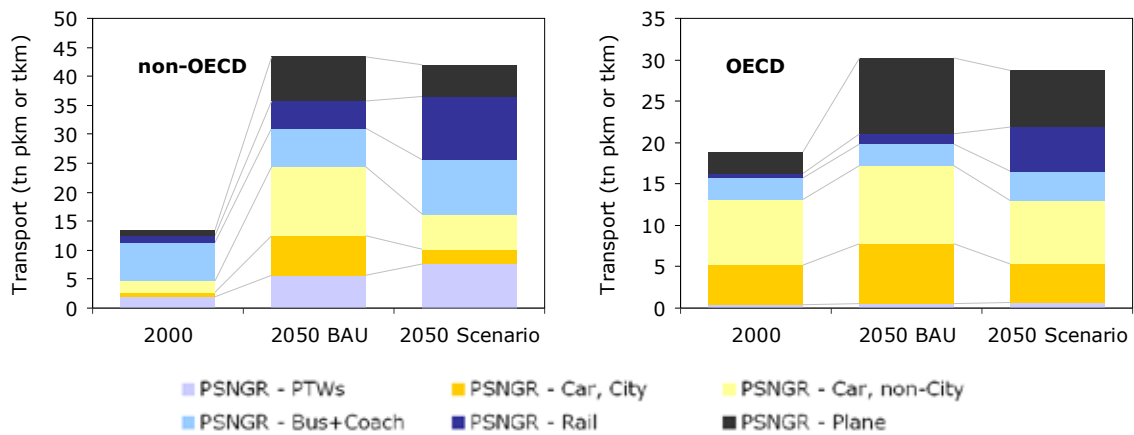 Transport (tn pkm or tkm)
50
45
40
35
30
25
20
15
10
5
0
non-OECD
2000
2050 BAU
2050 Scenario
Transport (tn pkm or tkm)
35
30
25
20
15
10
5
0
OECD
2000
2050 BAU
2050 Scenario
PSNGR - PTWs
PSNGR - Car, City
PSNGR - Car, non-City
PSNGR - Bus+Coach
PSNGR - Rail
PSNGR - Plane